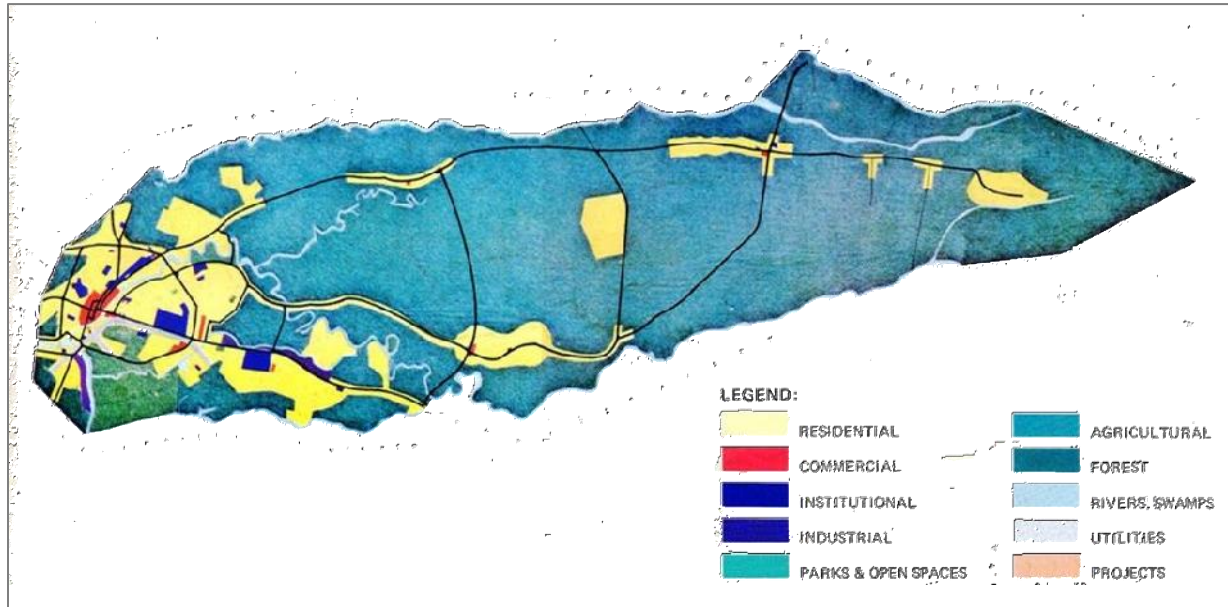 LEGEND:
RESIDENTIAL
COMMERCIAL
INSTITUTIONAL
INDUSTRIAL
PARKS & OPEN SPACES
AGRICULTURAL
FOREST
RIVERS, SWAMPS
UTILITIES
PROJECTS